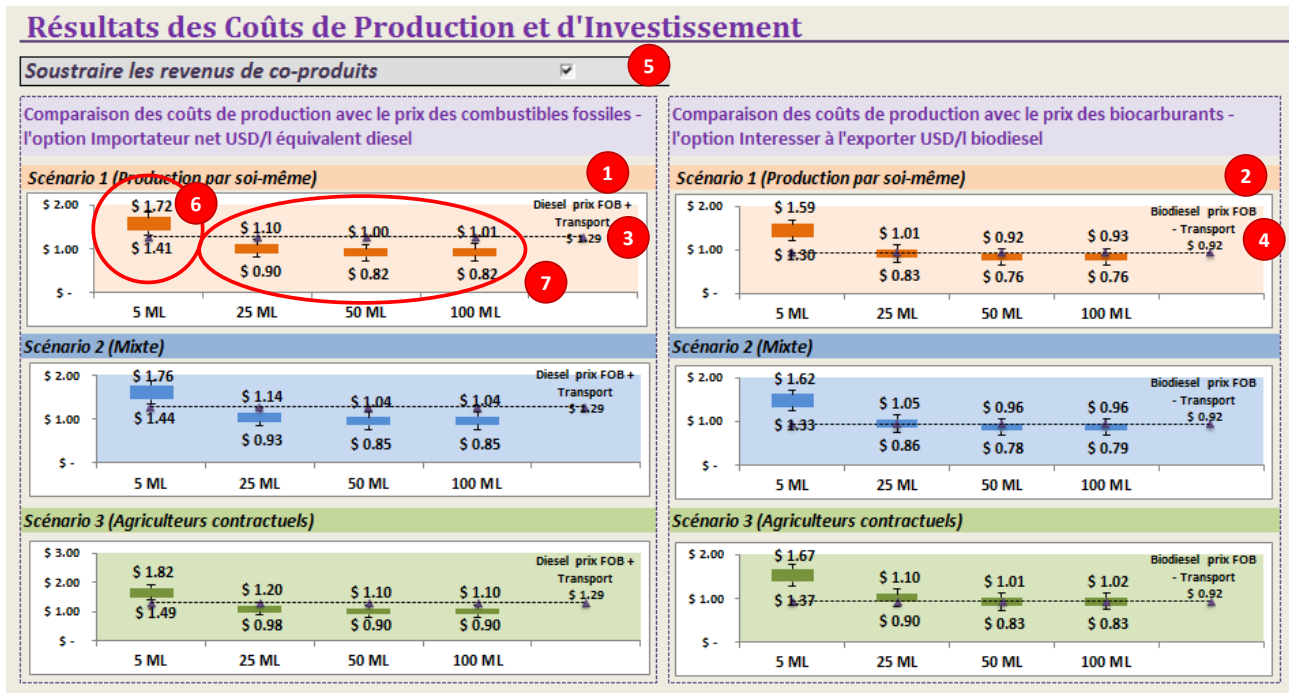 Résultats des Coûts de Production et d'Investissement
Soustraire les revenus de co-produits
5
Comparaison des coûts de production avec le prix des combustibles fossiles -
l'option Importateur net USD/l équivalent diesel
Scénario 1 (Production par soi-même)
1
$ 2.00
$ 1.00
$ -
$ 1.72
6
$ 1.41
$ 1.10
$ 0.90
$ 1.00
$ 0.82
$ 1.01
$ 0.82
7
Diesel prix FOB +
Transport
$ 1.29
3
5 ML
25 ML
50 ML
100 ML
Scénario 2 (Mixte)
$ 2.00
$ 1.00
$ -
$ 1.76
$ 1.44
$ 1.14
$ 0.93
$ 1.04
$ 0.85
$ 1.04
$ 0.85
Diesel prix FOB +
Transport
$ 1.29
5 ML
25 ML
50 ML
100 ML
Scénario 3 (Agriculteurs contractuels)
$ 3.00
$ 2.00
$ 1.00
$ -
$ 1.82
$ 1.49
$ 1.20
$ 0.98
$ 1.10
$ 0.90
$ 1.10
$ 0.90
Diesel prix FOB +
Transport
$ 1.29
5 ML
25 ML
50 ML
100 ML
Comparaison des coûts de production avec le prix des biocarburants -
l'option Interesser à l'exporter USD/l biodiesel
Scénario 1 (Production par soi-même)
2
$ 2.00
$ 1.00
$ -
$ 1.59
$ 1.30
$ 1.01
$ 0.83
$ 0.92
$ 0.76
$ 0.93
$ 0.76
Biodiesel prix FOB
- Transport
$ 0.92
4
5 ML
25 ML
50 ML
100 ML
Scénario 2 (Mixte)
$ 2.00
$ 1.00
$ -
$ 1.62
$ 1.33
$ 1.05
$ 0.86
$ 0.96
$ 0.78
$ 0.96
$ 0.79
Biodiesel prix FOB
- Transport
$ 0.92
5 ML
25 ML
50 ML
100 ML
Scénario 3 (Agriculteurs contractuels)
$ 2.00
$ 1.00
$ -
$ 1.67
$ 1.37
$ 1.10
$ 0.90
$ 1.01
$ 0.83
$ 1.02
$ 0.83
Biodiesel prix FOB
- Transport
$ 0.92
5 ML
25 ML
50 ML
100 ML